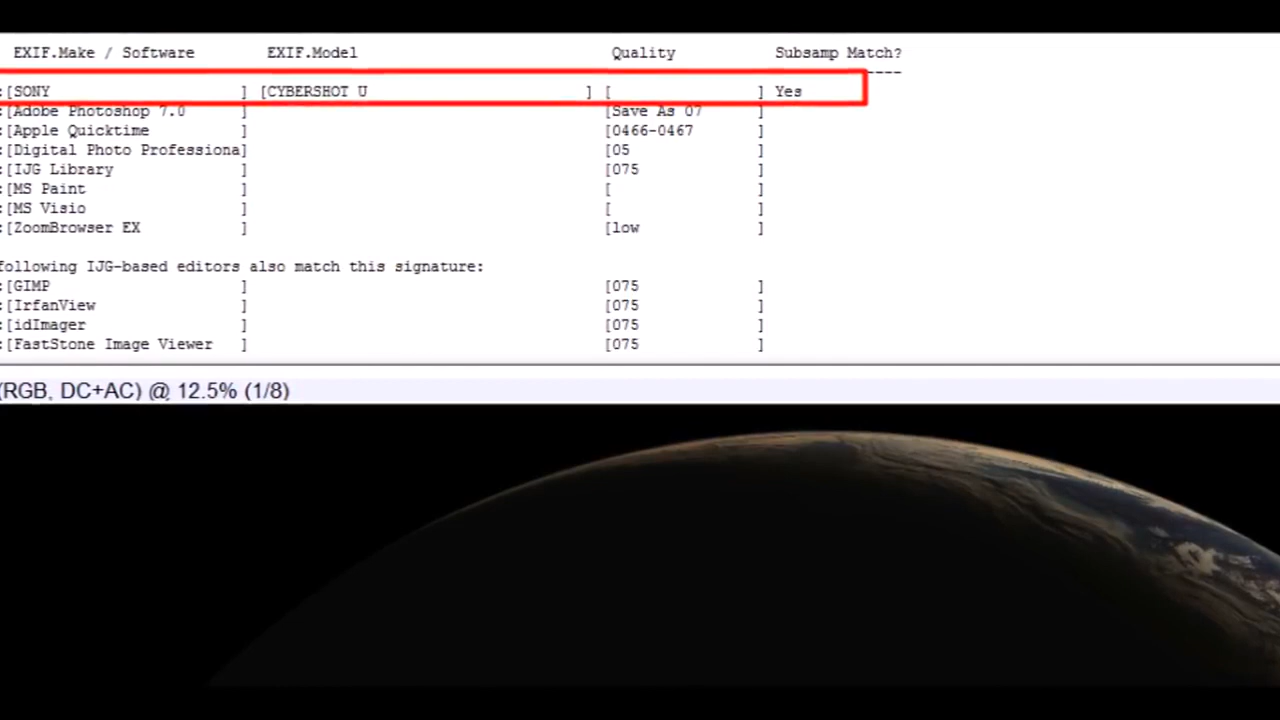 EXIF.Make / Software EXIF.Model Quality Subsamp Match?
:[SONY ] [CYBERSHOT U ] [ ] Yes
:[Adobe Photoshop 7.0 ] [Save As 07 ]
:[Apple Quicktime ] [0466-0467 ]
:[Digital Photo Professiona] [05 ]
:[IJG Library ] [075 ]
:[MS Paint ] [ ]
:[MS Visio ] [ ]
:[ZoomBrowser EX ] [low ]
following IJG-based editors also match this signature:
:[GIMP ] [075 ]
:[IrfanView ] [075 ]
:[idImager ] [075 ]
:[FastStone Image Viewer ] [075 ]
(RGB, DC+AC) @ 12.5% (1/8)